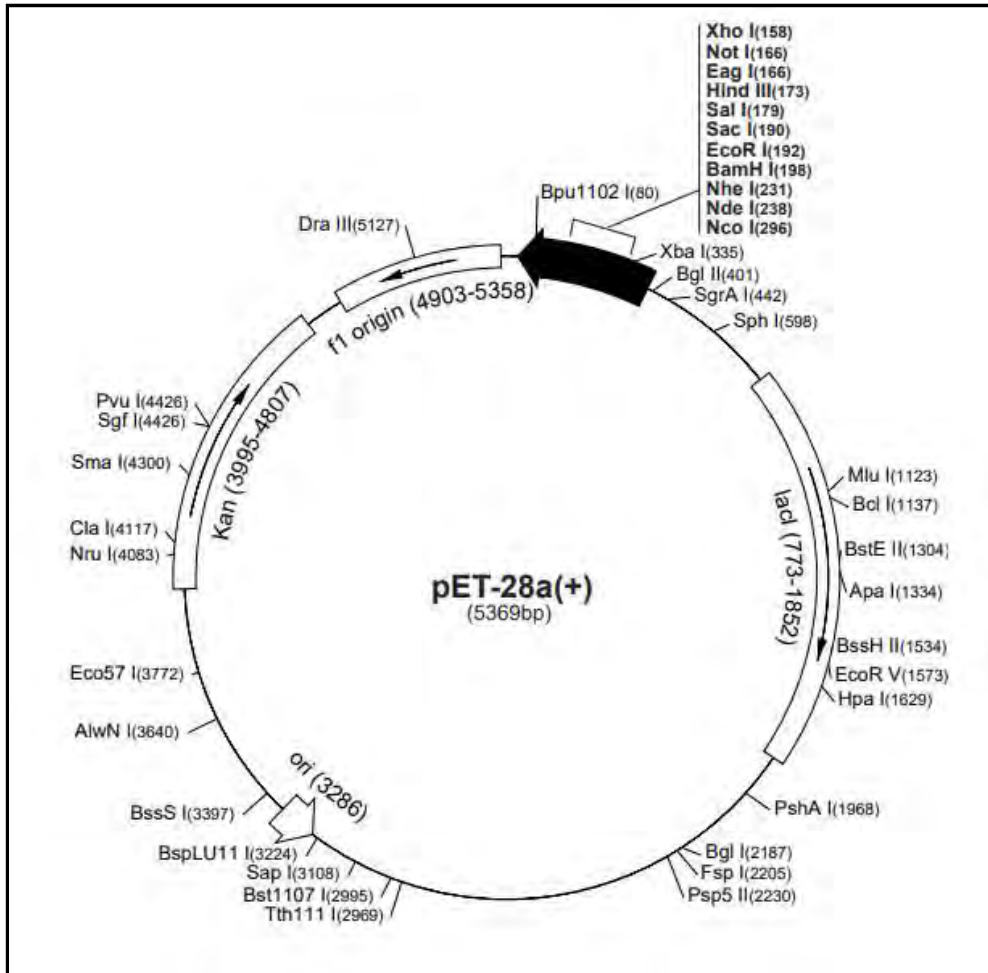 Xho I(158)
Not I(166)
Eag I(166)
Hind III(173)
Sal I(179)
Sac I(190)
EcoR I(192)
BamH I(198)
Nhe I(231)
Nde I(238)
Nco I(296)
Bpu1102 I(80)
Dra III(5127)
Xba I(335)
Bgl II(401)
SgrA I(442)
Sph I(598)
f1 origin (4903-5358)
Pvu I(4426)
Sgf I(4426)
Sma I(4300)
Kan (3995-4807)
Cla I(4117)
Nru I(4083)
Mlu I(1123)
Bcl I(1137)
lacI (773-1852)
BstE II(1304)
Apa I(1334)
pET-28a(+)
(5369bp)
BssH II(1534)
EcoR V(1573)
Hpa I(1629)
Eco57 I(3772)
AlwN I(3640)
ori (3286)
BssS I(3397)
PshA I(1968)
BspLU11 I(3224)
Sap I(3108)
Bst1107 I(2995)
Tth111 I(2969)
Bgl I(2187)
Fsp I(2205)
Psp5 II(2230)